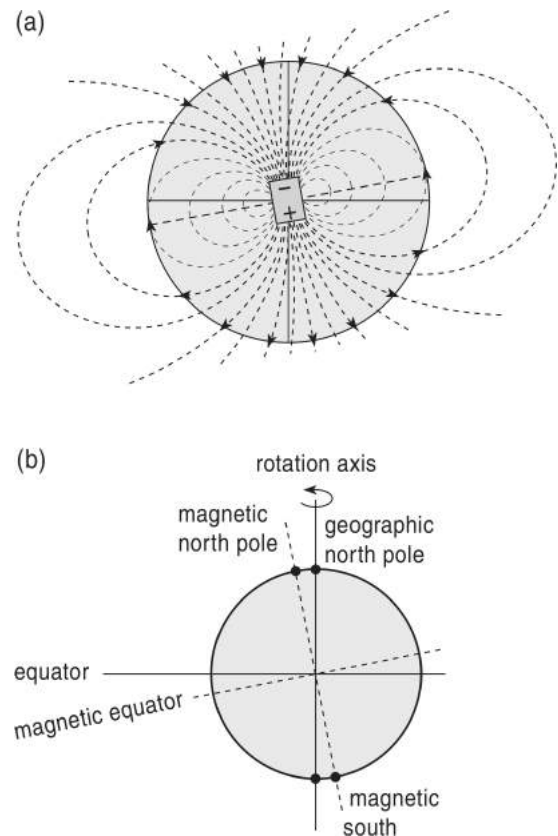 (a)
−
+
(b)
rotation axis
magnetic
north pole
geographic
north pole
equator
magnetic equator
magnetic
south